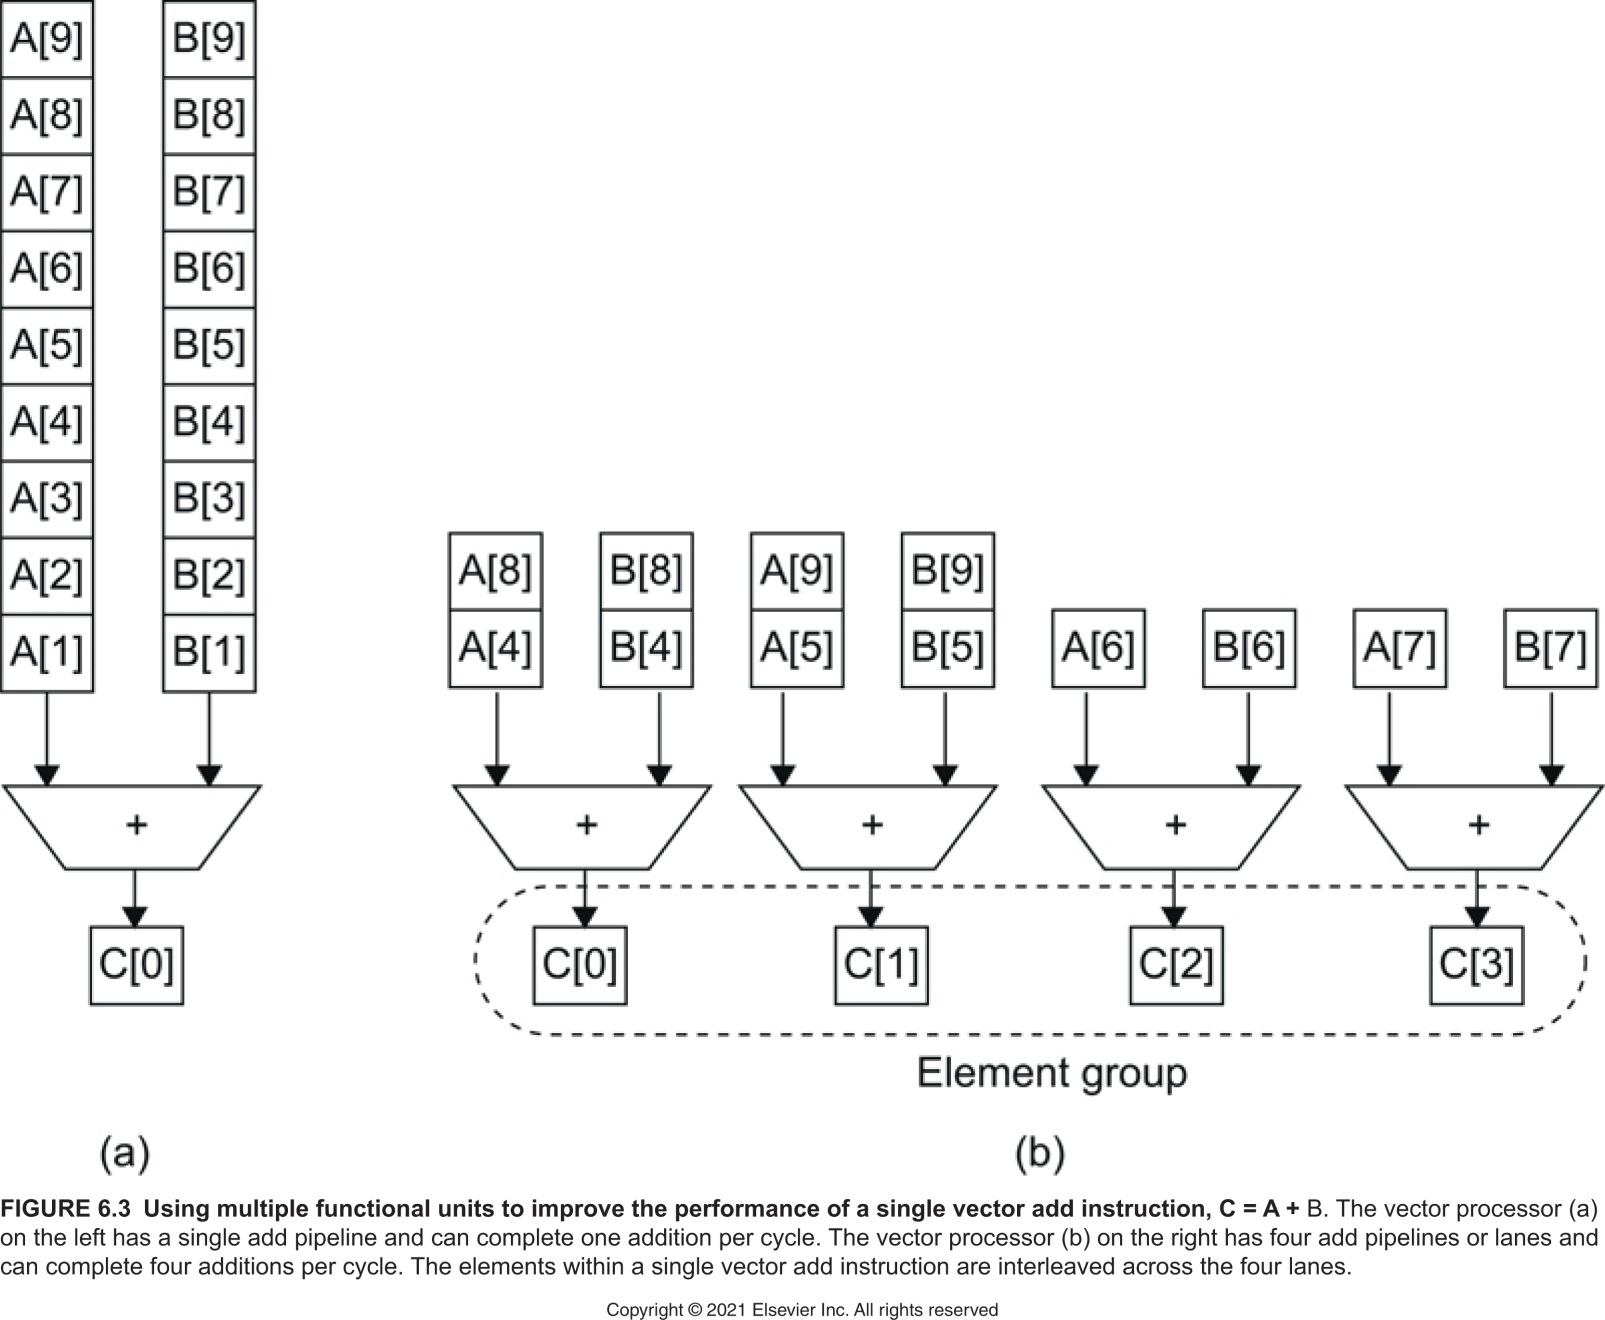 A[9] B[9]
A[8] B[8]
A[7] B[7]
A[6] B[6]
A[5] B[5]
A[4] B[4]
A[3] B[3]
A[2] B[2]
A[1] B[1]
+
C[0]
(a)
A[8] B[8] A[9] B[9]
A[4] B[4] A[5] B[5] A[6] B[6] A[7] B[7]
+ + + +
C[0] C[1] C[2] C[3]
Element group
(b)
FIGURE 6.3 Using multiple functional units to improve the performance of a single vector add instruction, C = A + B. The vector processor (a)
on the left has a single add pipeline and can complete one addition per cycle. The vector processor (b) on the right has four add pipelines or lanes and
can complete four additions per cycle. The elements within a single vector add instruction are interleaved across the four lanes.
Copyright © 2021 Elsevier Inc. All rights reserved